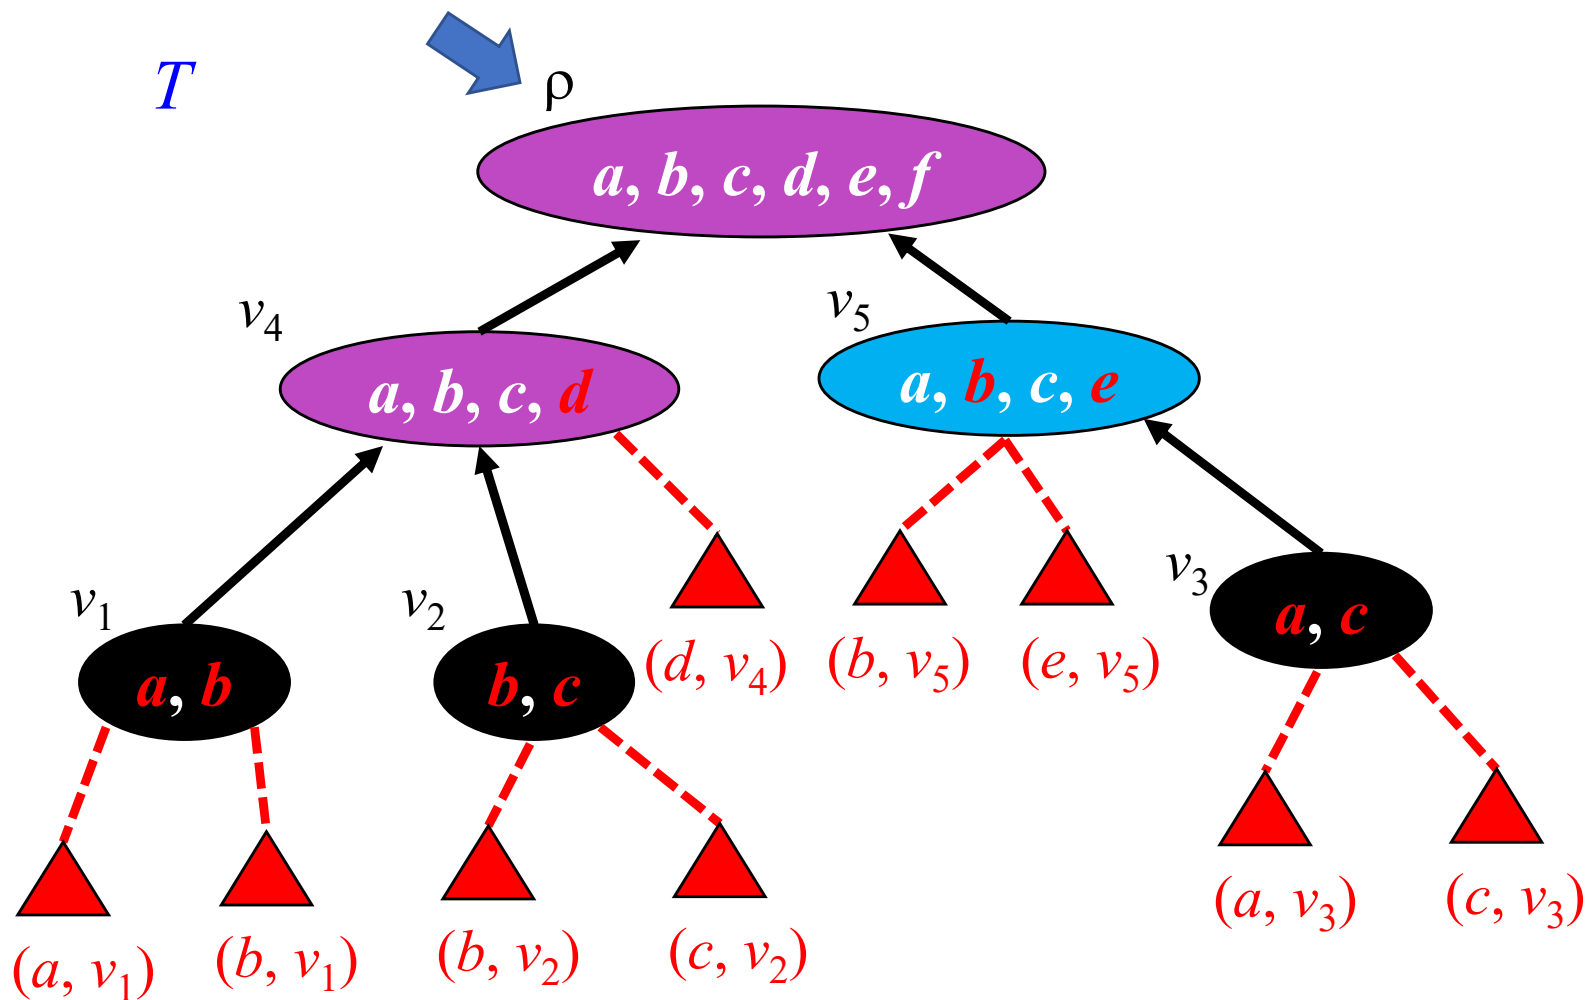 T
ρ
a, b, c, d, e, f
v4
a, b, c, d
v5
a, b, c, e
v1
a, b
v2
b, c
(d, v4)
(b, v5)
(e, v5)
v3
a, c
(a, v1)
(b, v1)
(b, v2)
(c, v2)
(a, v3)
(c, v3)